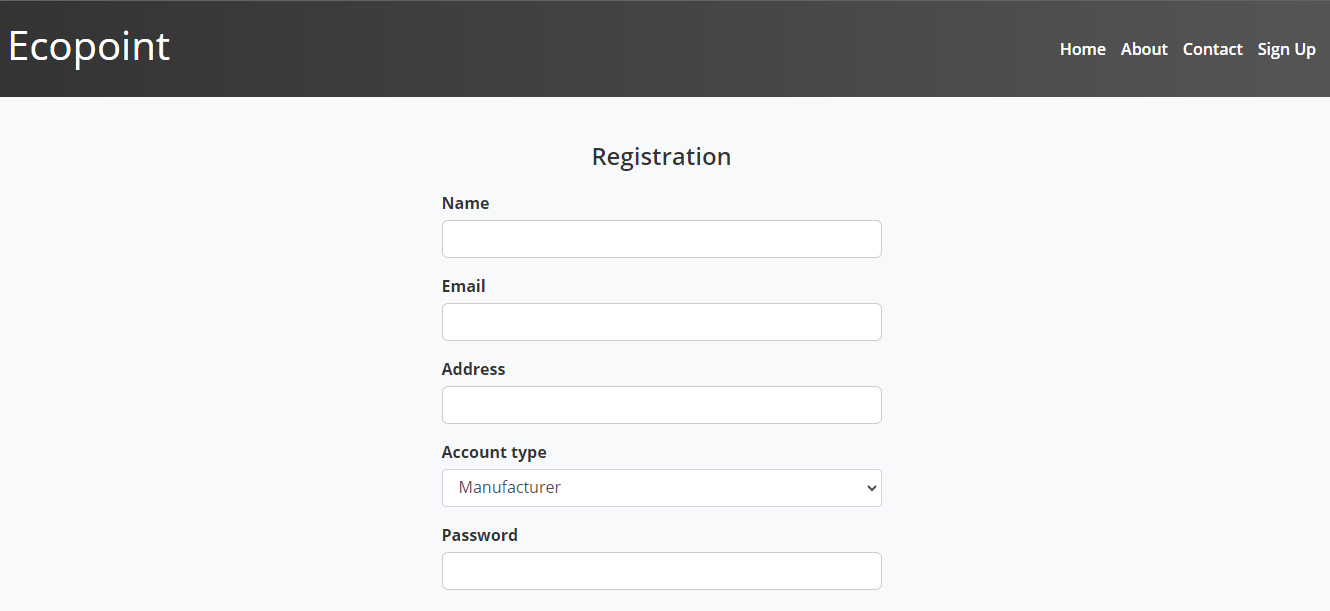 Ecopoint
Home About Contact Sign Up
Registration
Name
Email
Address
Account type
Manufacturer
Password